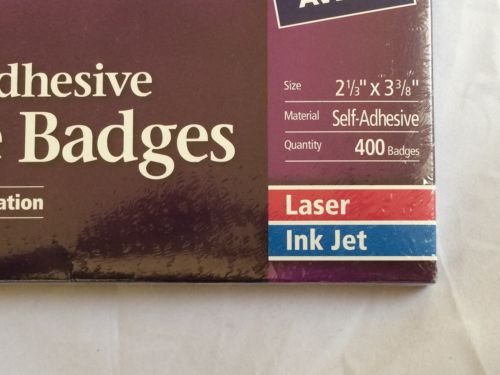 dhesive
Badges
ation
Size 2 1/3" x 3 3/8"
Material Self-Adhesive
Quantity 400 Badges
Laser
Ink Jet